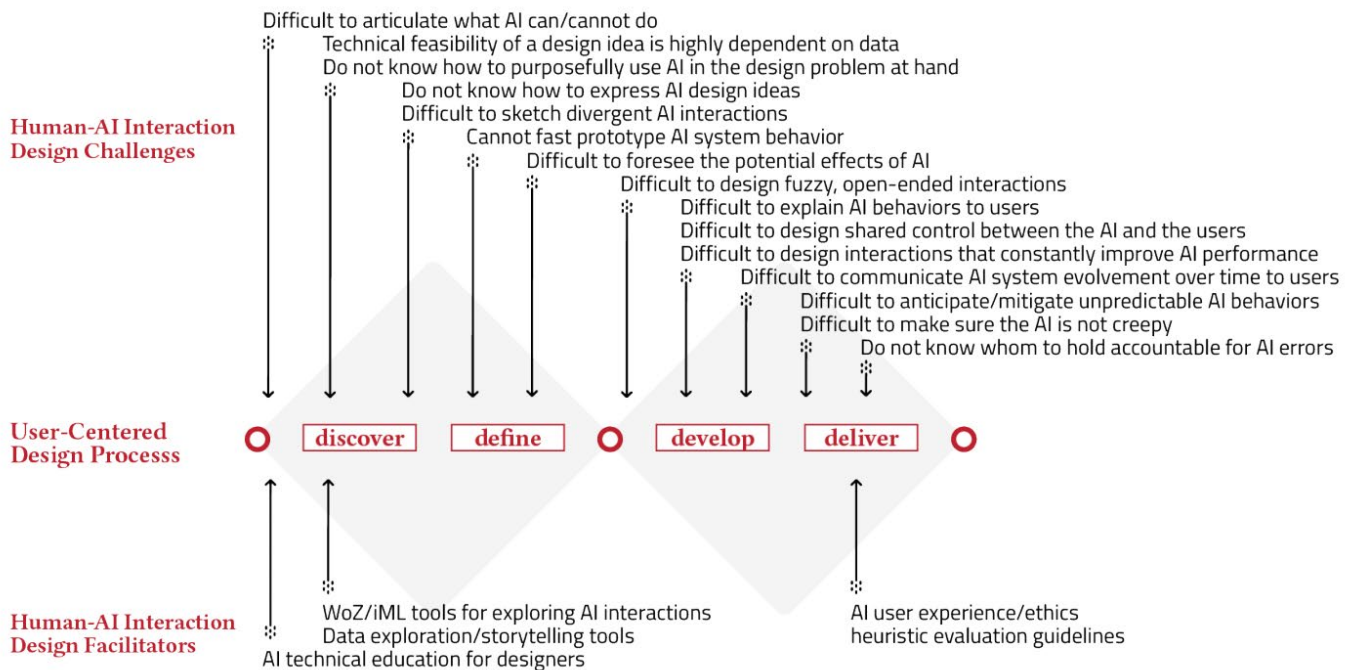 Difficult to articulate what AI can/cannot do
Technical feasibility of a design idea is highly dependent on data
Do not know how to purposefully use AI in the design problem at hand
Do not know how to express AI design ideas
Difficult to sketch divergent AI interactions
Cannot fast prototype AI system behavior
Difficult to foresee the potential effects of AI
Difficult to design fuzzy, open-ended interactions
Difficult to explain AI behaviors to users
Difficult to design shared control between the AI and the users
Difficult to design interactions that constantly improve AI performance
Difficult to communicate AI system evolvement over time to users
Difficult to anticipate/mitigate unpredictable AI behaviors
Difficult to make sure the AI is not creepy
Do not know whom to hold accountable for AI errors
Human-AI Interaction
Design Challenges
User-Centered
Design Processs
discover
define
develop
deliver
Human-AI Interaction
Design Facilitators
WoZ/iML tools for exploring AI interactions
Data exploration/storytelling tools
AI technical education for designers
AI user experience/ethics
heuristic evaluation guidelines